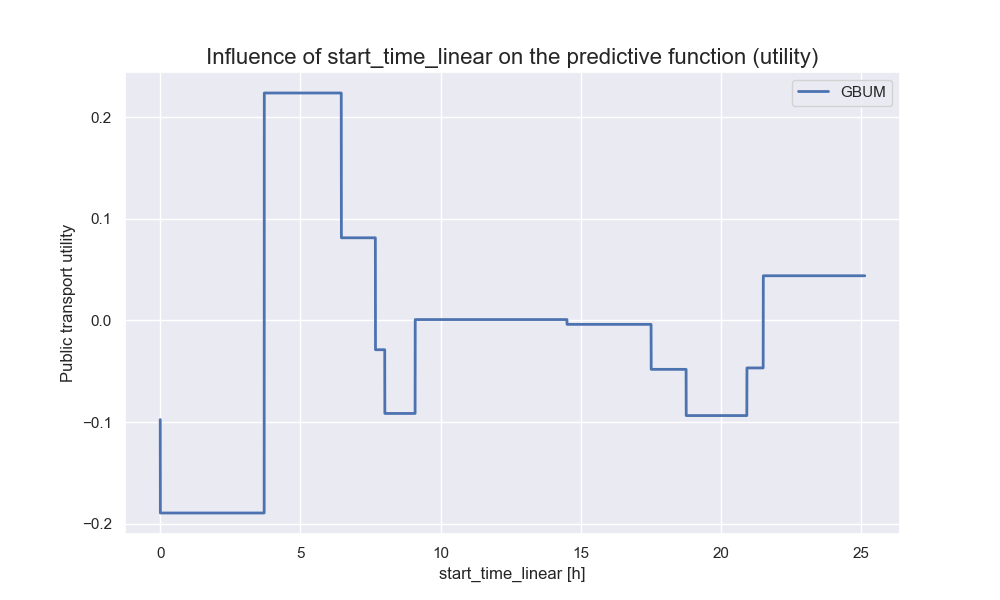 Influence of start_time_linear on the predictive function (utility)
GBUM
0.2
0.1
0.0
−0.1
−0.2
Public transport utility
0 5 10 15 20 25
start_time_linear [h]